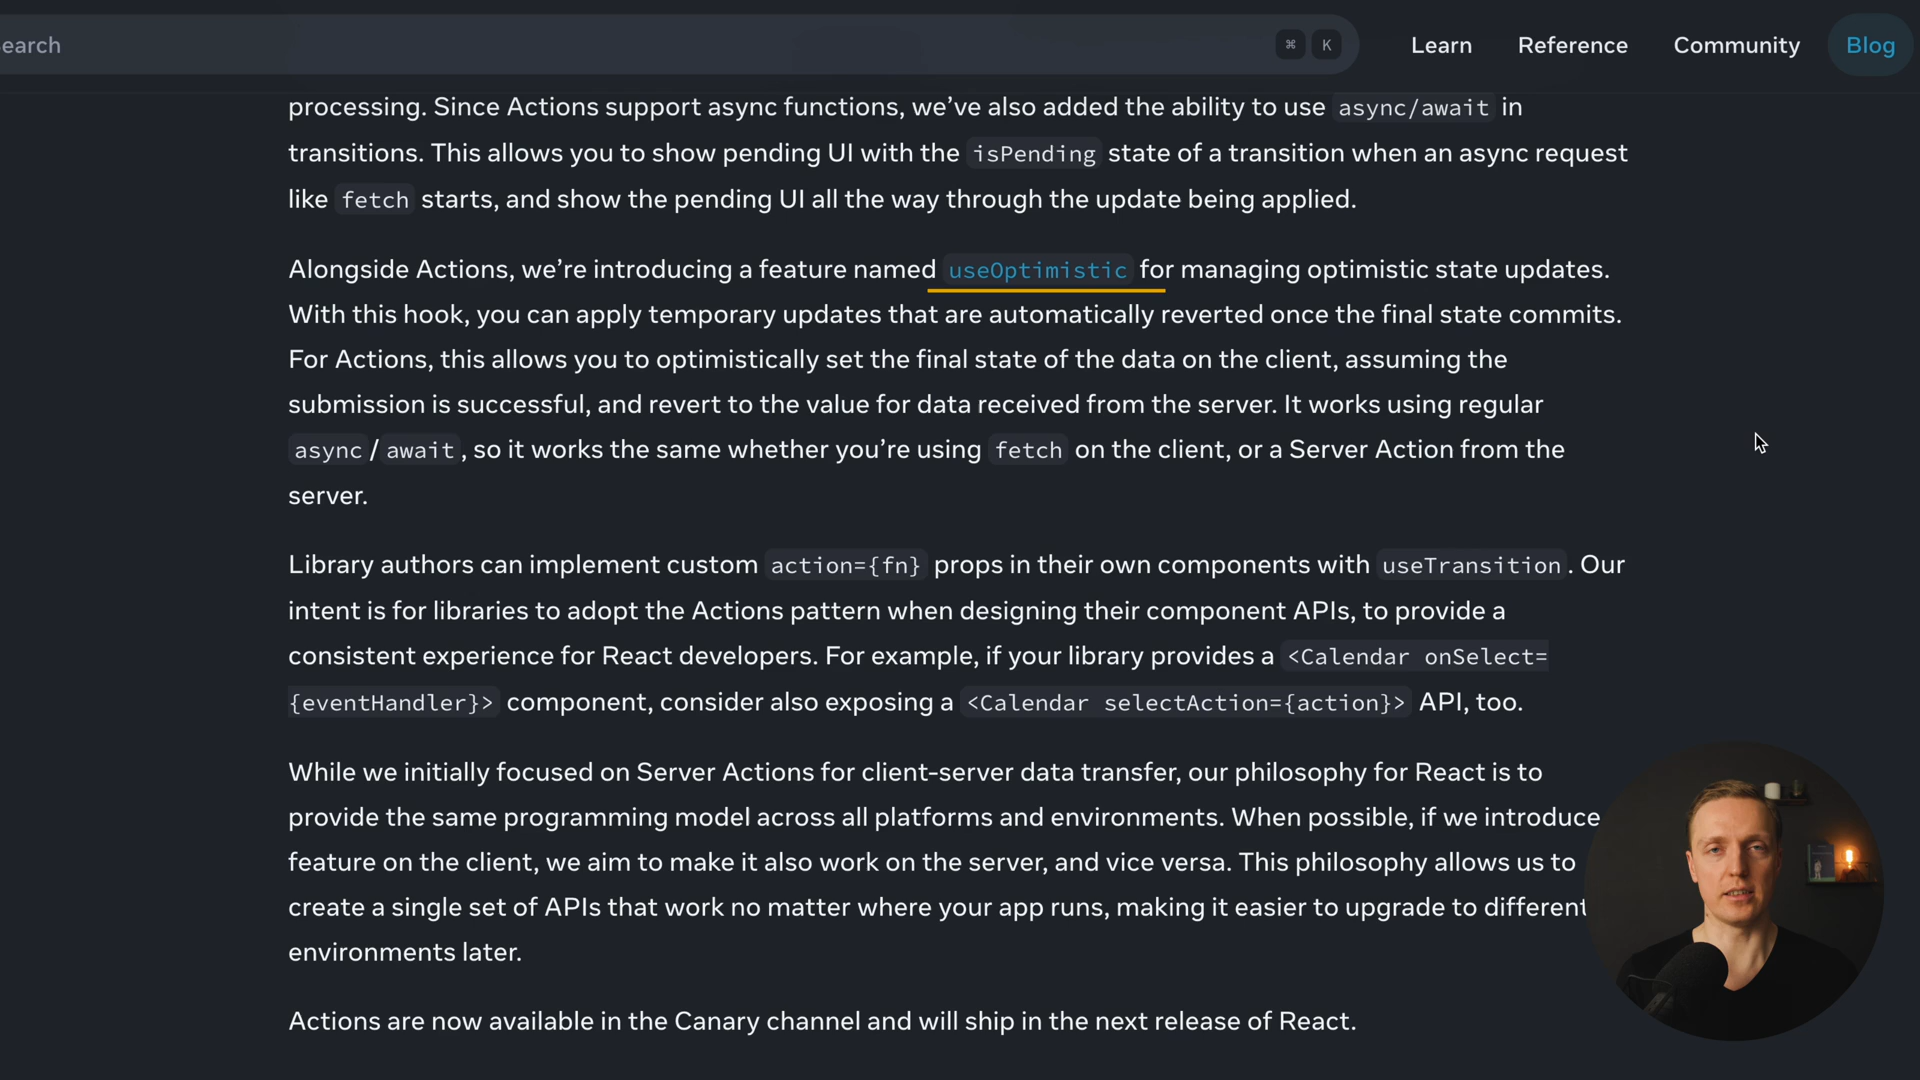 earch ⌘ K Learn Reference Community Blog
processing. Since Actions support async functions, we’ve also added the ability to use async/await in
transitions. This allows you to show pending UI with the isPending state of a transition when an async request
like fetch starts, and show the pending UI all the way through the update being applied.
Alongside Actions, we’re introducing a feature named useOptimistic for managing optimistic state updates.
With this hook, you can apply temporary updates that are automatically reverted once the final state commits.
For Actions, this allows you to optimistically set the final state of the data on the client, assuming the
submission is successful, and revert to the value for data received from the server. It works using regular
async/await, so it works the same whether you’re using fetch on the client, or a Server Action from the
server.
Library authors can implement custom action={fn} props in their own components with useTransition. Our
intent is for libraries to adopt the Actions pattern when designing their component APIs, to provide a
consistent experience for React developers. For example, if your library provides a <Calendar onSelect=
{eventHandler}> component, consider also exposing a <Calendar selectAction={action}> API, too.
While we initially focused on Server Actions for client-server data transfer, our philosophy for React is to
provide the same programming model across all platforms and environments. When possible, if we introduce
feature on the client, we aim to make it also work on the server, and vice versa. This philosophy allows us to
create a single set of APIs that work no matter where your app runs, making it easier to upgrade to different
environments later.
Actions are now available in the Canary channel and will ship in the next release of React.